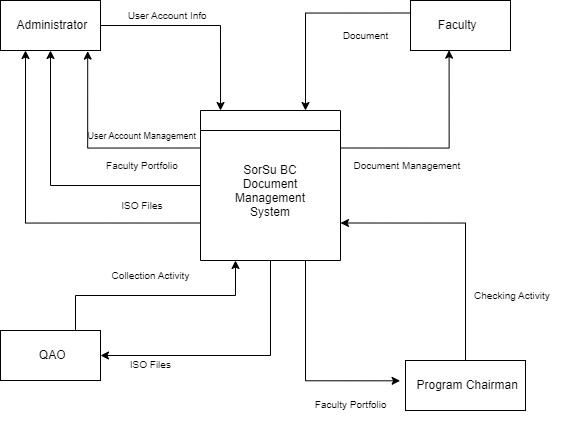 User Account Info
Administrator
Faculty
Document
User Account Management
Faculty Portfolio
Document Management
SorSu BC
Document
Management
System
ISO Files
Collection Activity
Checking Activity
QAO
ISO Files
Program Chairman
Faculty Portfolio